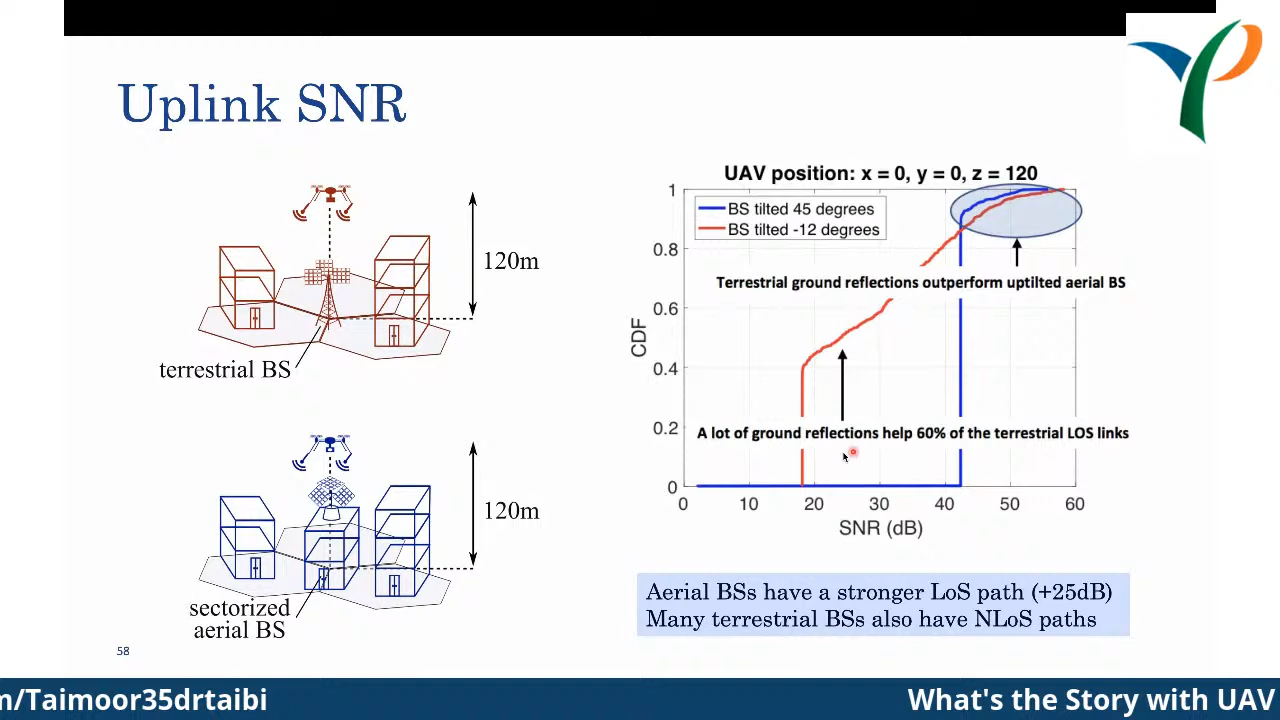 Uplink SNR
120m
terrestrial BS
120m
sectorized
aerial BS
UAV position: x = 0, y = 0, z = 120
BS tilted 45 degrees
BS tilted -12 degrees
Terrestrial ground reflections outperform uptilted aerial BS
A lot of ground reflections help 60% of the terrestrial LOS links
CDF
1
0.8
0.6
0.4
0.2
0
0 10 20 30 40 50 60
SNR (dB)
Aerial BSs have a stronger LoS path (+25dB)
Many terrestrial BSs also have NLoS paths
58
m/Taimoor35drtaibi
What's the Story with UAV